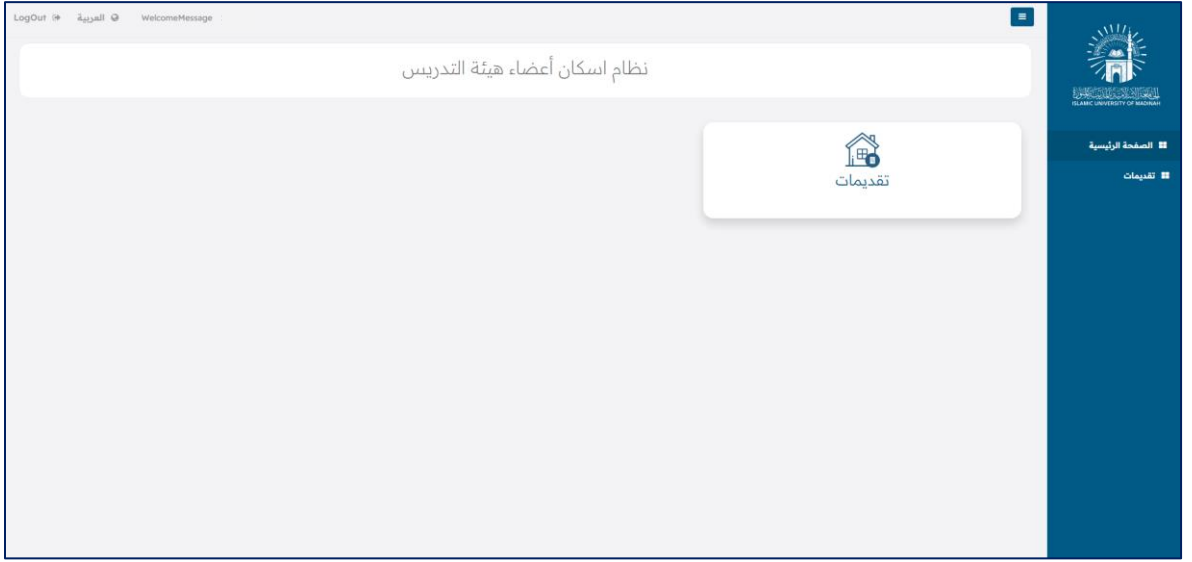 LogOut العربية WelcomeMessage
نظام اسكان أعضاء هيئة التدريس
تقديمات
ISLAMIC UNIVERSITY OF MADINAH
الصفحة الرئيسية
تقديمات